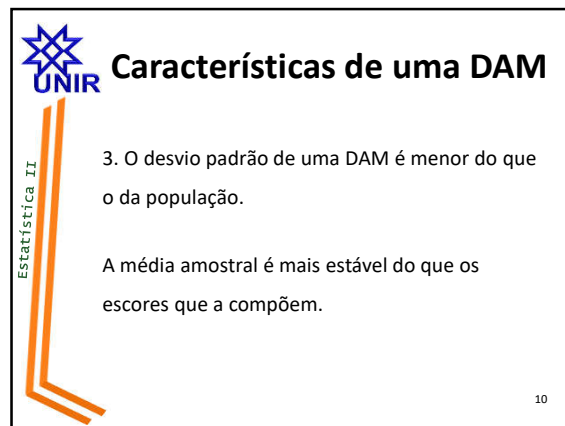 UNIR
Características de uma DAM
Estatística II
3. O desvio padrão de uma DAM é menor do que
o da população.
A média amostral é mais estável do que os
escores que a compõem.
10